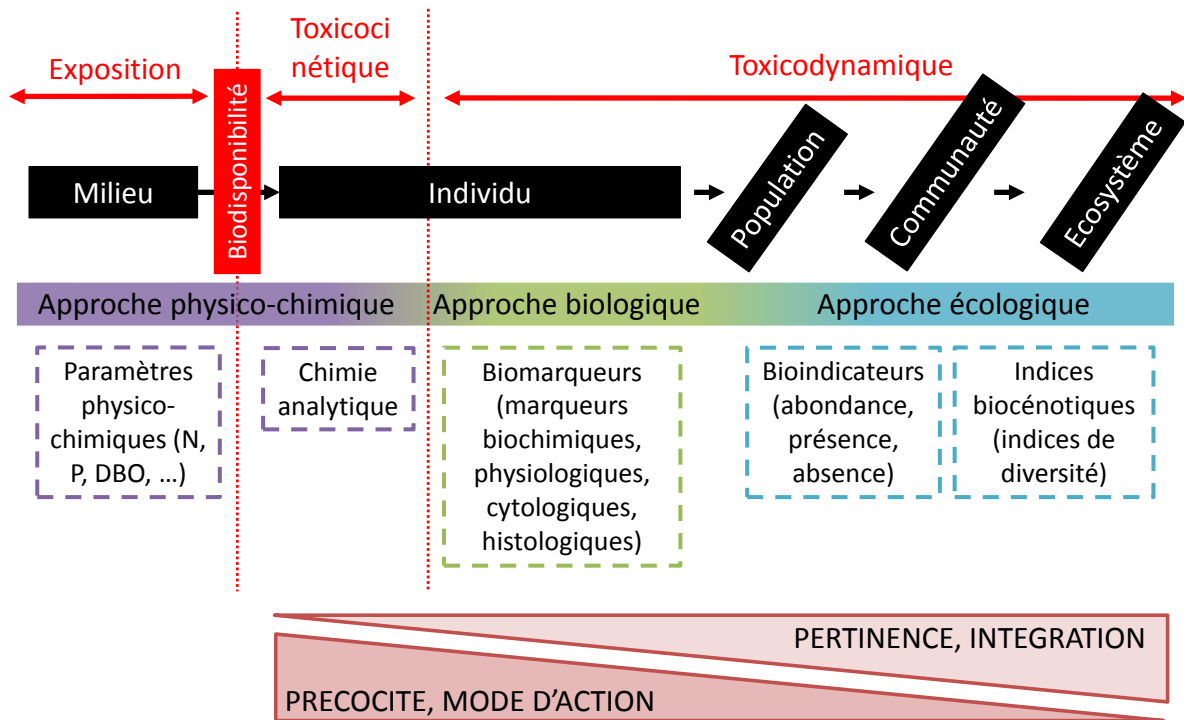 Exposition
Toxicoci
nétique
Toxicodynamique
Milieu
Biodisponibilité
Individu
Population
Communauté
Ecosystème
Approche physico-chimique
Approche biologique
Approche écologique
Paramètres
physico-
chimiques (N,
P, DBO, …)
Chimie
analytique
Biomarqueurs
(marqueurs
biochimiques,
physiologiques,
cytologiques,
histologiques)
Bioindicateurs
(abondance,
présence,
absence)
Indices
biocénotiques
(indices de
diversité)
PERTINENCE, INTEGRATION
PRECOCITE, MODE D’ACTION